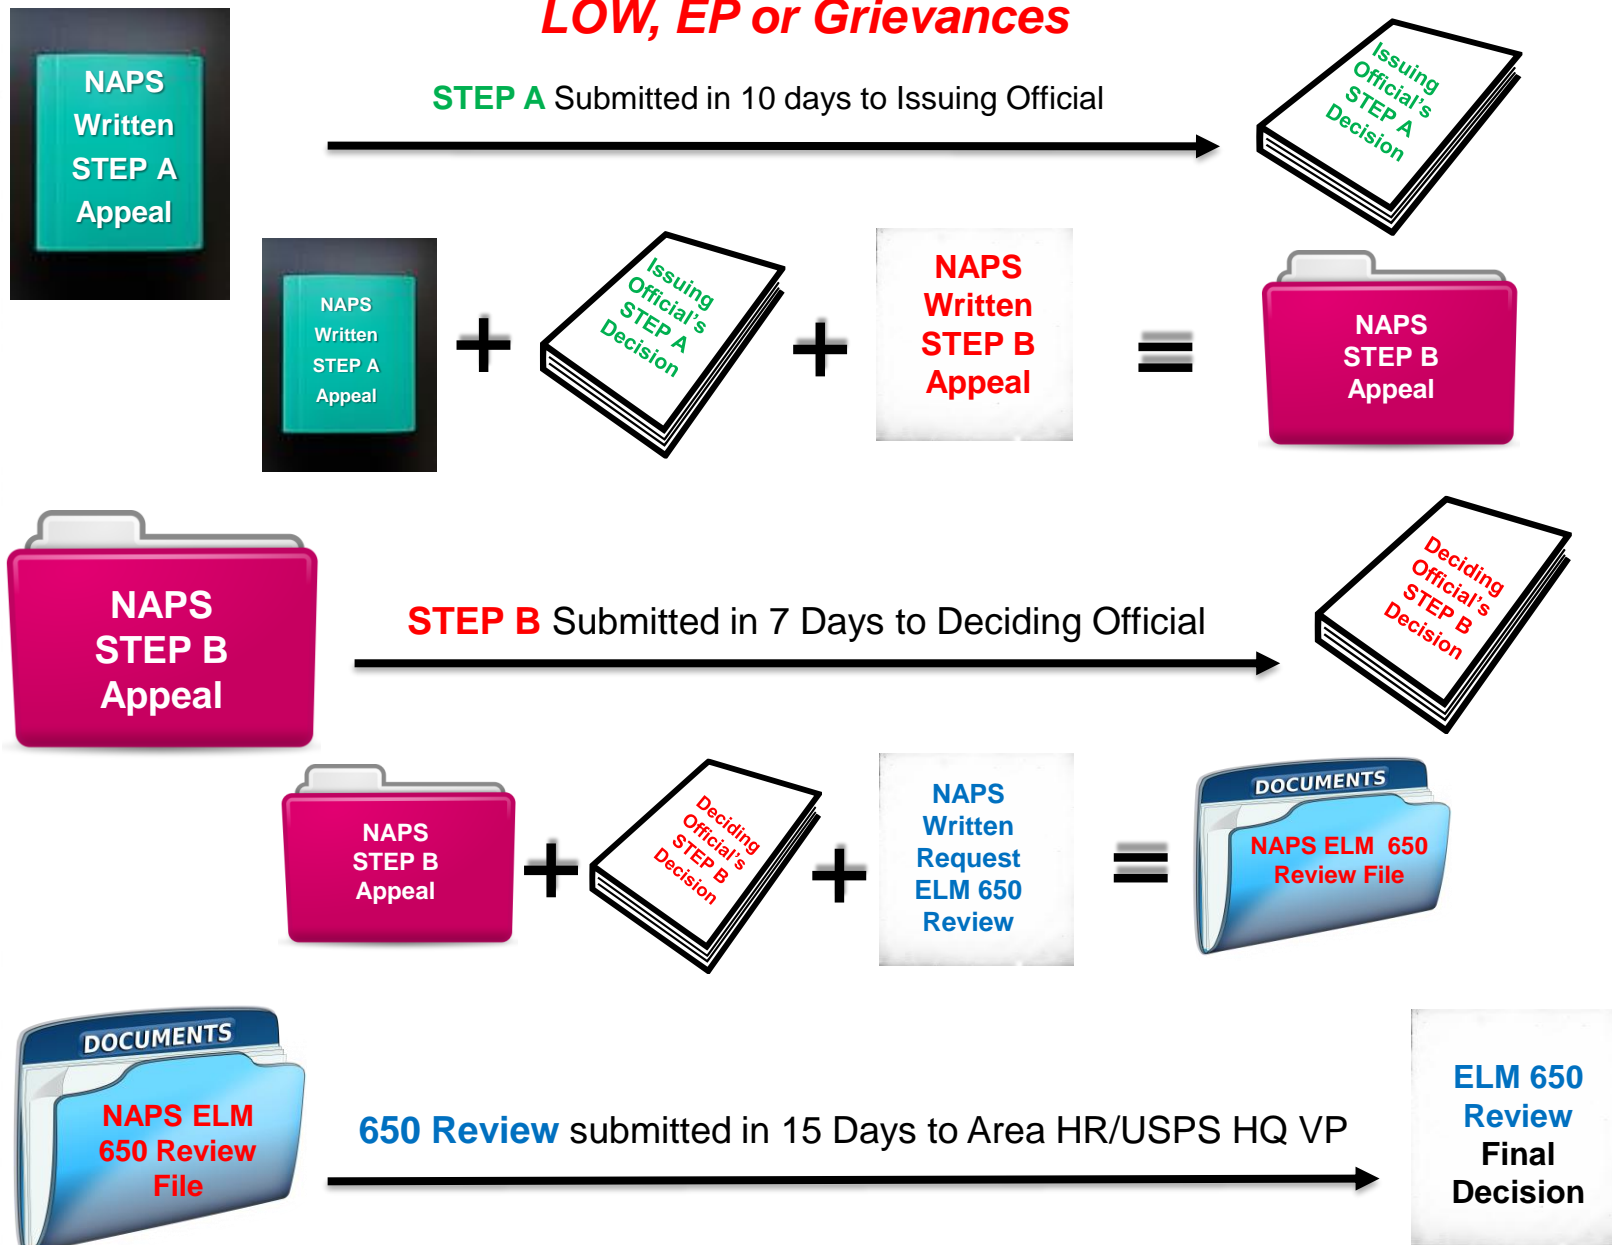 LOW, EP or Grievances
NAPS
Written
STEP A
Appeal
STEP A Submitted in 10 days to Issuing Official
Issuing
Official's
STEP A
Decision
NAPS
Written
STEP A
Appeal
+
Issuing
Official's
STEP A
Decision
+
NAPS
Written
STEP B
Appeal
=
NAPS
STEP B
Appeal
NAPS
STEP B
Appeal
STEP B Submitted in 7 Days to Deciding Official
Deciding
Official's
STEP B
Decision
NAPS
STEP B
Appeal
+
Deciding
Official's
STEP B
Decision
+
NAPS
Written
Request
ELM 650
Review
=
DOCUMENTS
NAPS ELM 650
Review File
DOCUMENTS
NAPS ELM
650 Review
File
650 Review submitted in 15 Days to Area HR/USPS HQ VP
ELM 650
Review
Final
Decision